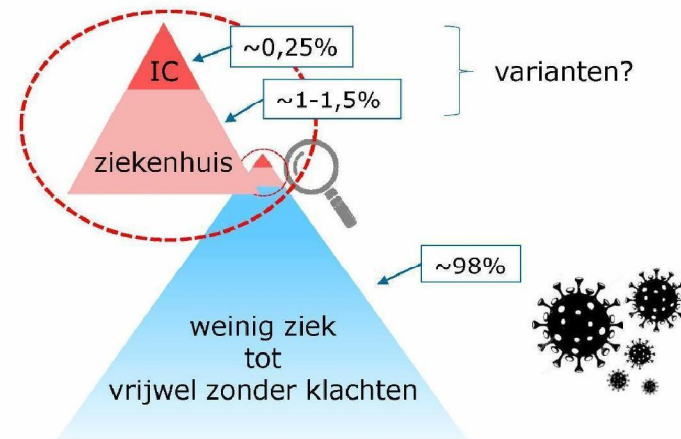 ~0,25%
IC
varianten?
~1-1,5%
ziekenhuis
~98%
weinig ziek
tot
vrijwel zonder klachten